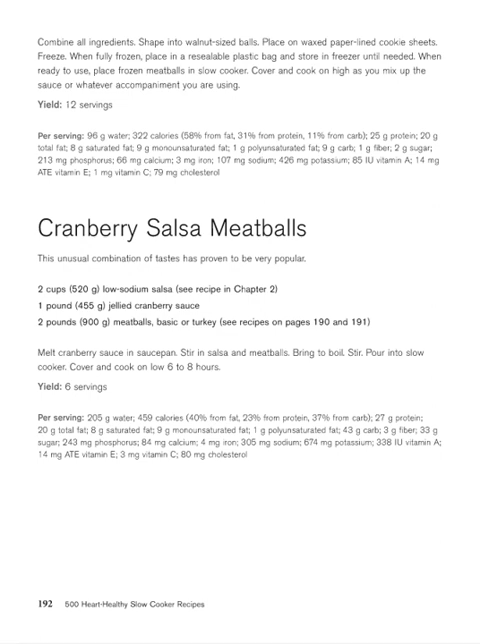 Combine all ingredients. Shape into walnut-sized balls. Place on waxed paper-lined cookie sheets.
Freeze. When fully frozen, place in a resealable plastic bag and store in freezer until needed. When
ready to use, place frozen meatballs in slow cooker. Cover and cook on high as you mix up the
sauce or whatever accompaniment you are using.
Yield: 12 servings
Per serving: 96 g water; 322 calories (58% from fat, 31% from protein, 11% from carb); 25 g protein; 20 g
total fat; 8 g saturated fat; 9 g monounsaturated fat; 1 g polyunsaturated fat; 9 g carb; 1 g fiber; 2 g sugar;
213 mg phosphorus; 66 mg calcium; 3 mg iron; 107 mg sodium; 426 mg potassium; 85 IU vitamin A; 14 mg
ATE vitamin E; 1 mg vitamin C; 79 mg cholesterol
Cranberry Salsa Meatballs
This unusual combination of tastes has proven to be very popular.
2 cups (520 g) low-sodium salsa (see recipe in Chapter 2)
1 pound (455 g) jellied cranberry sauce
2 pounds (900 g) meatballs, basic or turkey (see recipes on pages 190 and 191)
Melt cranberry sauce in saucepan. Stir in salsa and meatballs. Bring to boil. Stir. Pour into slow
cooker. Cover and cook on low 6 to 8 hours.
Yield: 6 servings
Per serving: 205 g water; 459 calories (40% from fat, 23% from protein, 37% from carb); 27 g protein;
20 g total fat; 8 g saturated fat; 9 g monounsaturated fat; 1 g polyunsaturated fat; 43 g carb; 3 g fiber; 33 g
sugar; 243 mg phosphorus; 84 mg calcium; 4 mg iron; 305 mg sodium; 674 mg potassium; 338 IU vitamin A;
14 mg ATE vitamin E; 3 mg vitamin C; 80 mg cholesterol
192 500 Heart-Healthy Slow Cooker Recipes